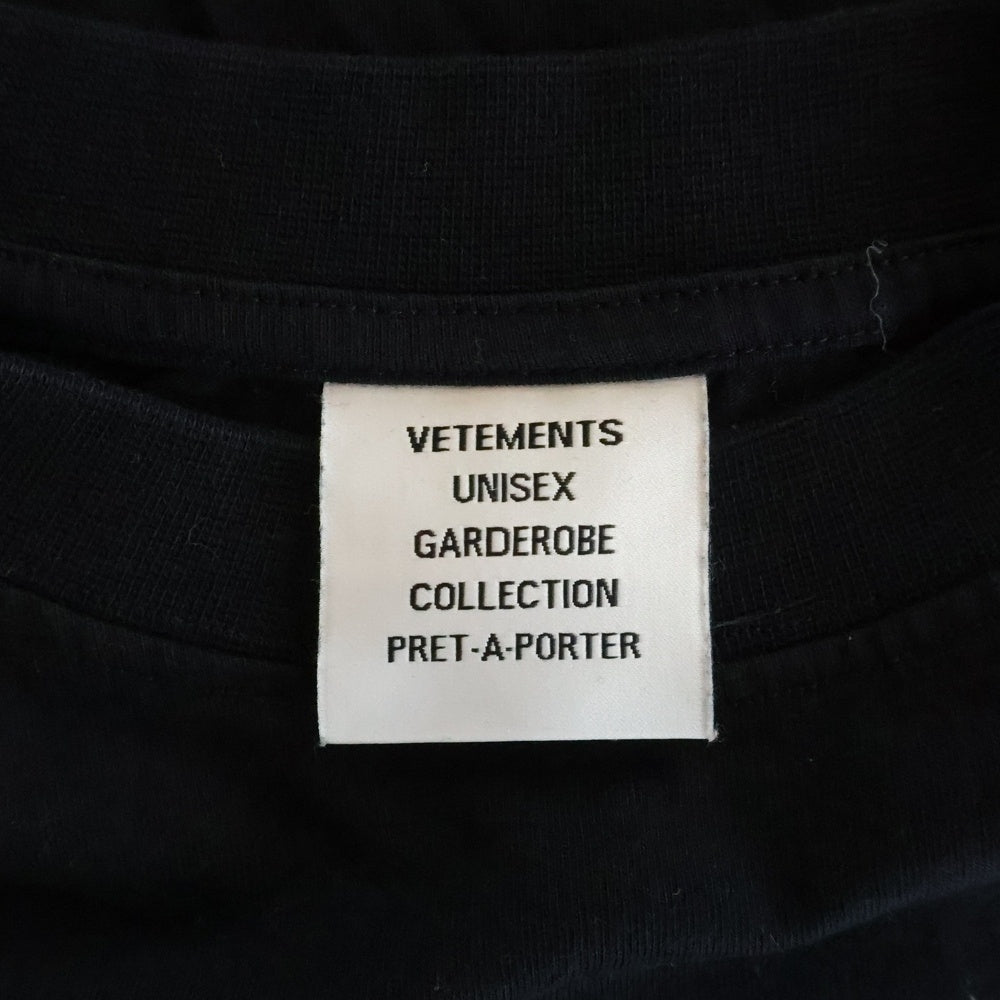 VETEMENTS
UNISEX
GARDEROBE
COLLECTION
PRET-A-PORTER